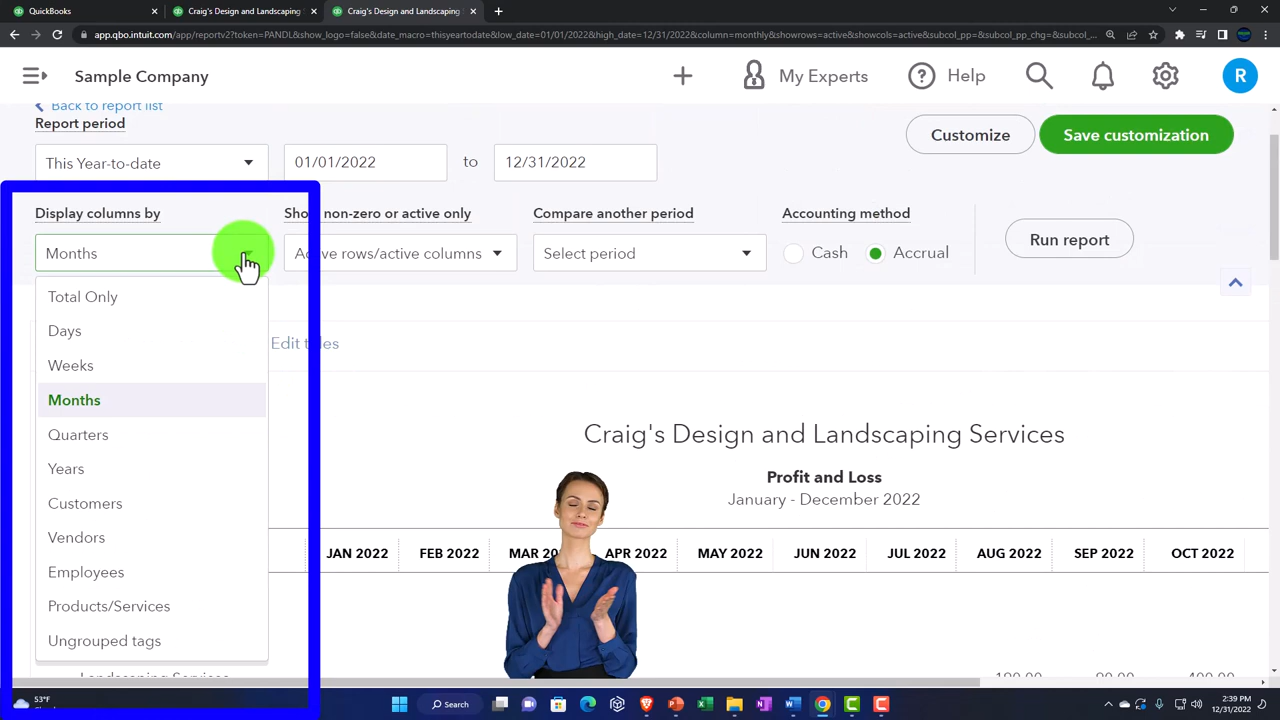 QuickBooks
Craig's Design and Landscaping S
Craig's Design and Landscaping S
app.qbo.intuit.com/app/reportv2?token=PANDL&show_logo=false&date_macro=thisyeartodate&low_date=01/01/2022&high_date=12/31/2022&column=monthly&showrows=active&showcols=active&subcol_pp=&subcol_pp_chg=&subcol_...
Sample Company
My Experts
Help
R
Back to report list
Report period
Customize
Save customization
This Year-to-date
01/01/2022
to
12/31/2022
Display columns by
Show non-zero or active only
Compare another period
Accounting method
Months
Active rows/active columns
Select period
Cash
Accrual
Run report
Total Only
Days
Weeks
Months
Quarters
Years
Customers
Vendors
Employees
Products/Services
Ungrouped tags
Edit titles
Craig's Design and Landscaping Services
Profit and Loss
January - December 2022
JAN 2022 FEB 2022 MAR 20 APR 2022 MAY 2022 JUN 2022 JUL 2022 AUG 2022 SEP 2022 OCT 2022
Landscaping Services
53°F
Search
2:39 PM
12/31/2022